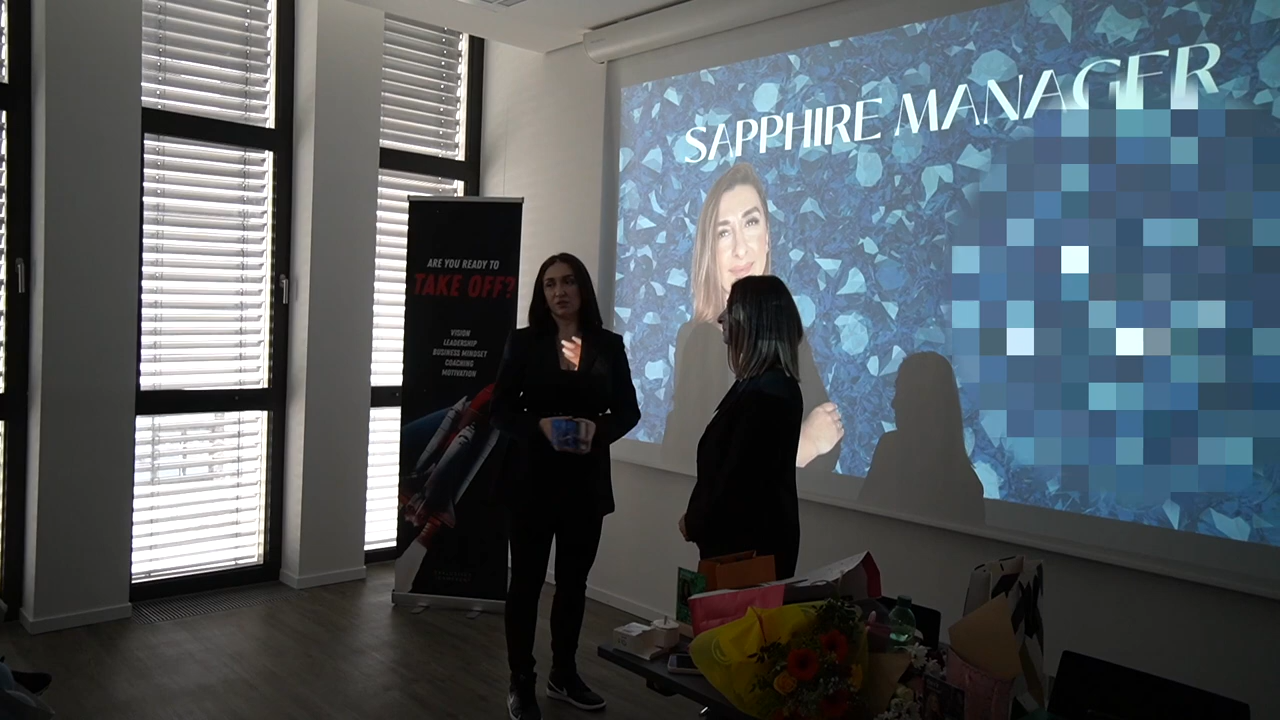 SAPPHIRE MANAGER
ARE YOU READY TO
TAKE OFF?
VISION
LEADERSHIP
BUSINESS MINDSET
COACHING
MOTIVATION